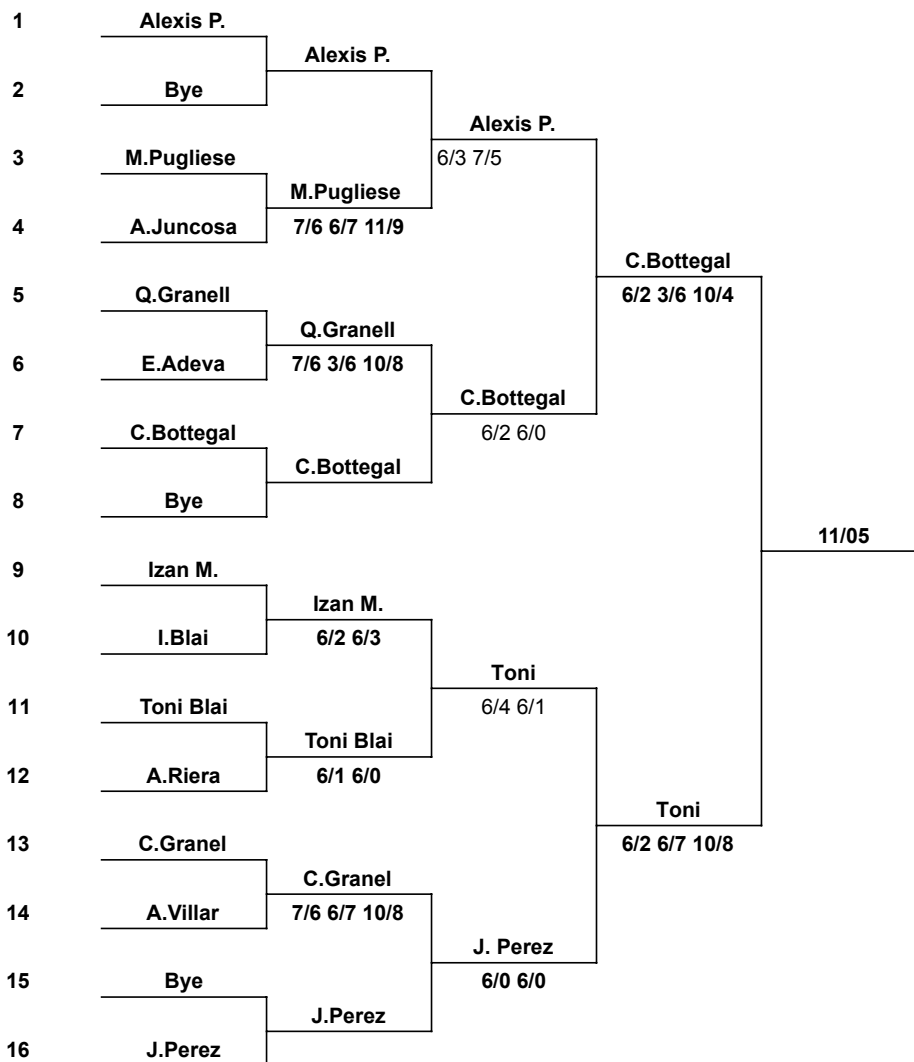 1 Alexis P.
Alexis P.
2 Bye
Alexis P.
3 M.Pugliese
6/3 7/5
M.Pugliese
4 A.Juncosa
7/6 6/7 11/9
C.Bottegal
5 Q.Granell
6/2 3/6 10/4
Q.Granell
6 E.Adeva
7/6 3/6 10/8
C.Bottegal
7 C.Bottegal
6/2 6/0
C.Bottegal
8 Bye
11/05
9 Izan M.
Izan M.
10 I.Blai
6/2 6/3
Toni
11 Toni Blai
6/4 6/1
Toni Blai
12 A.Riera
6/1 6/0
Toni
13 C.Granel
6/2 6/7 10/8
C.Granel
14 A.Villar
7/6 6/7 10/8
J. Perez
15 Bye
6/0 6/0
J.Perez
16 J.Perez